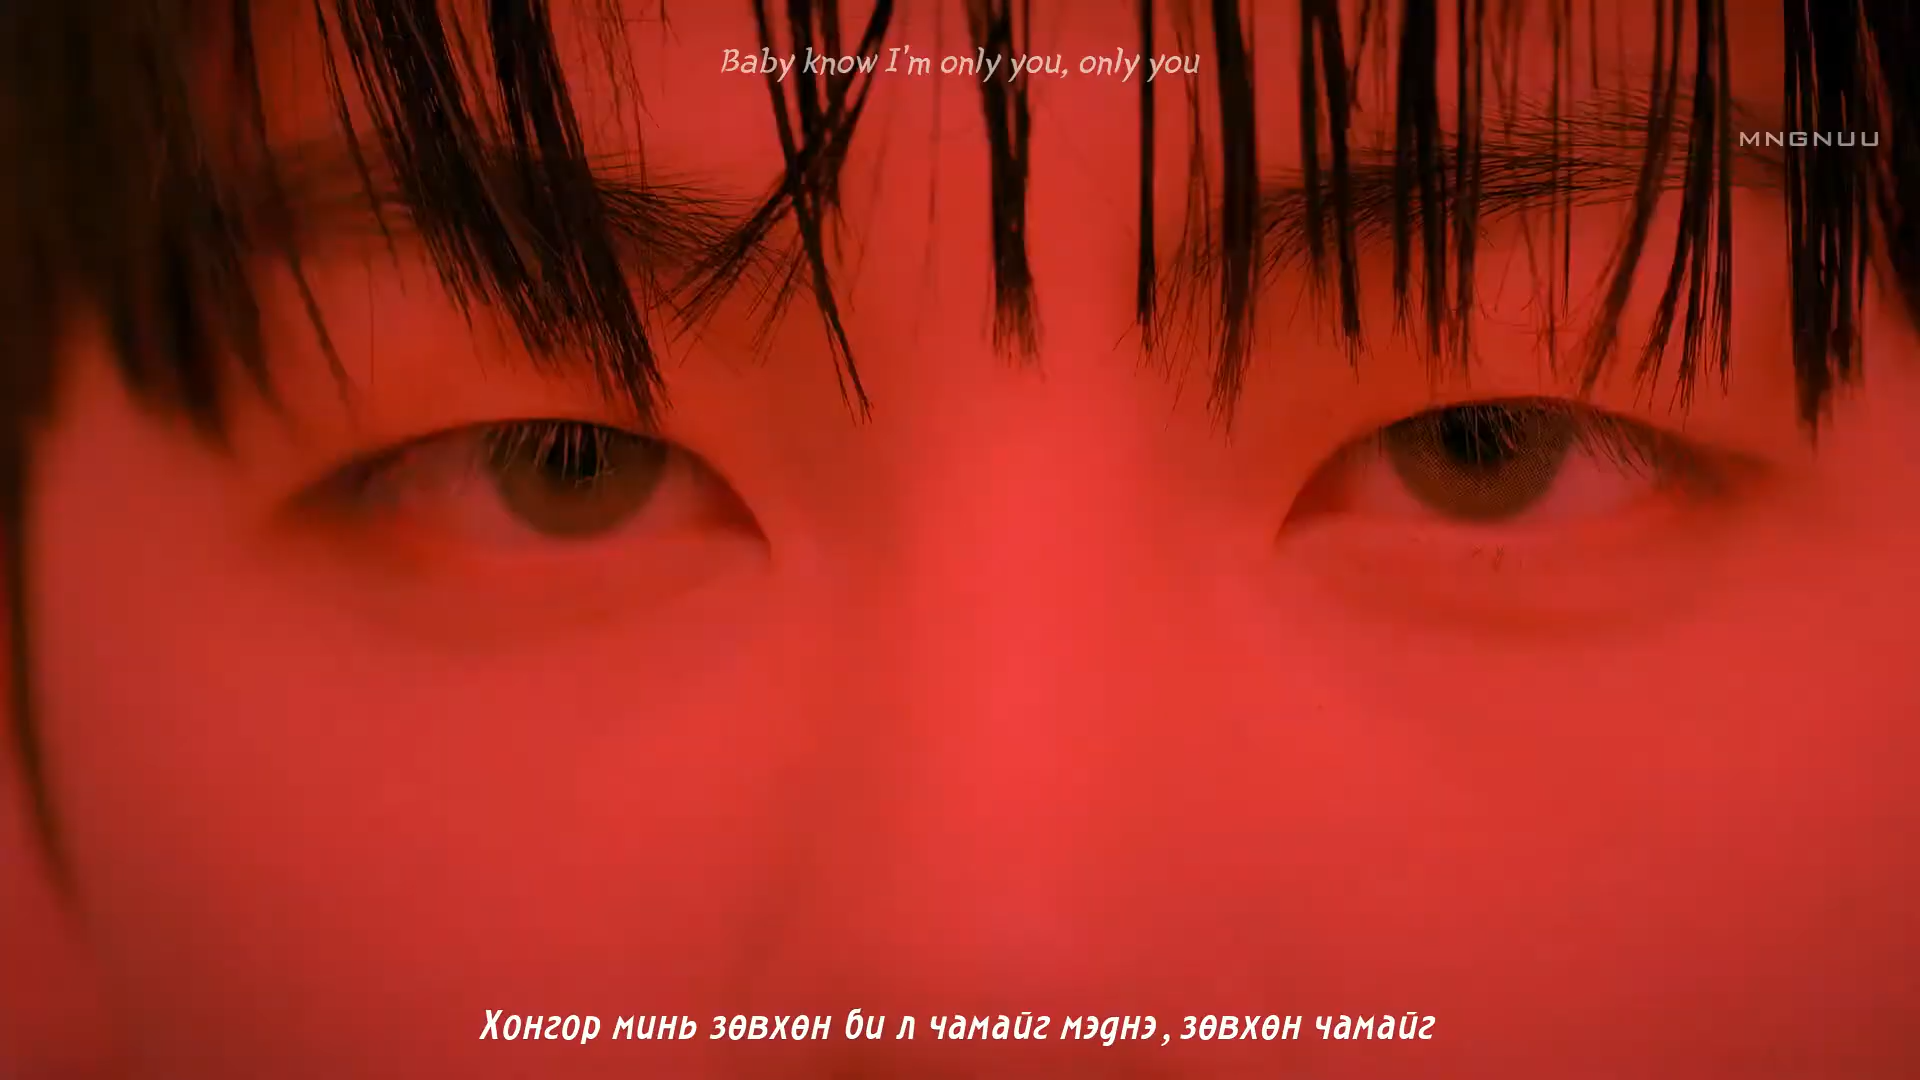 Baby know I'm only you, only you
MNGNUU
Хонгор минь зөвхөн би л чамайг мэднэ, зөвхөн чамайг